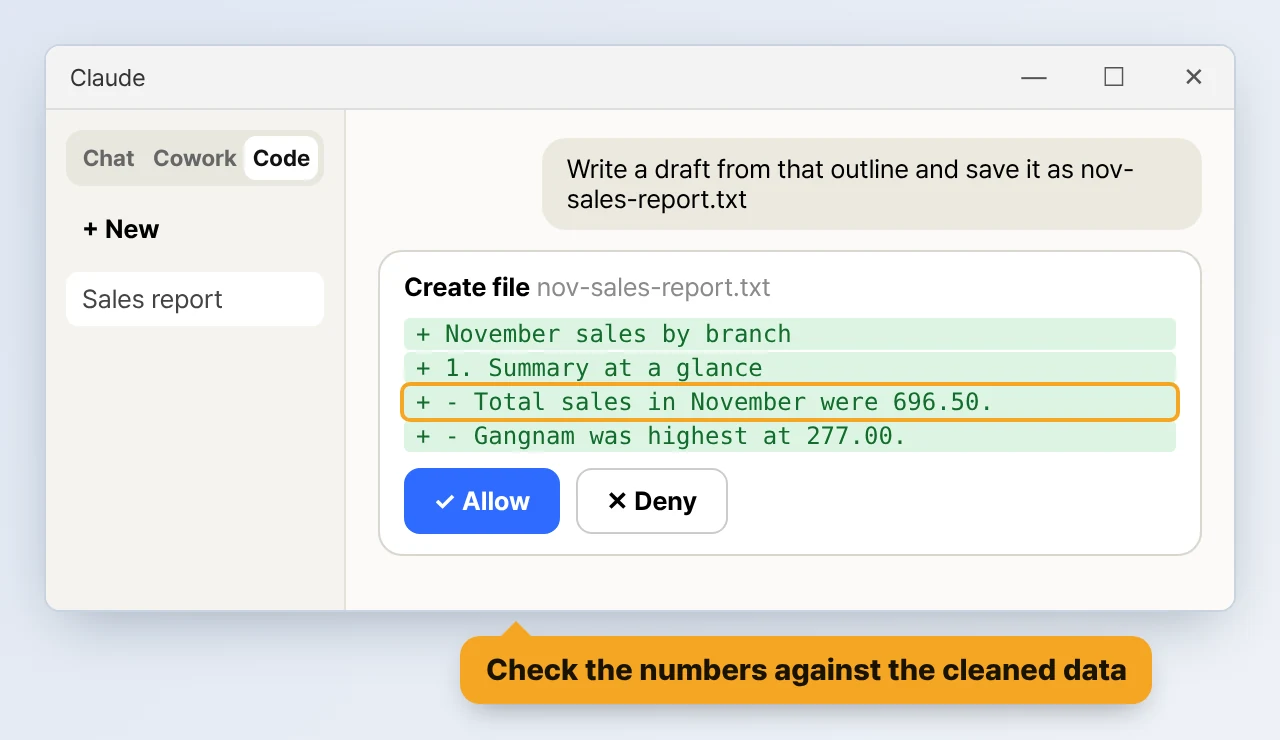 Claude
Chat Cowork Code
+ New
Sales report
Write a draft from that outline and save it as nov-
sales-report.txt
Create file nov-sales-report.txt
+ November sales by branch
+ 1. Summary at a glance
+ - Total sales in November were 696.50.
+ - Gangnam was highest at 277.00.
✓ Allow ✕ Deny
Check the numbers against the cleaned data